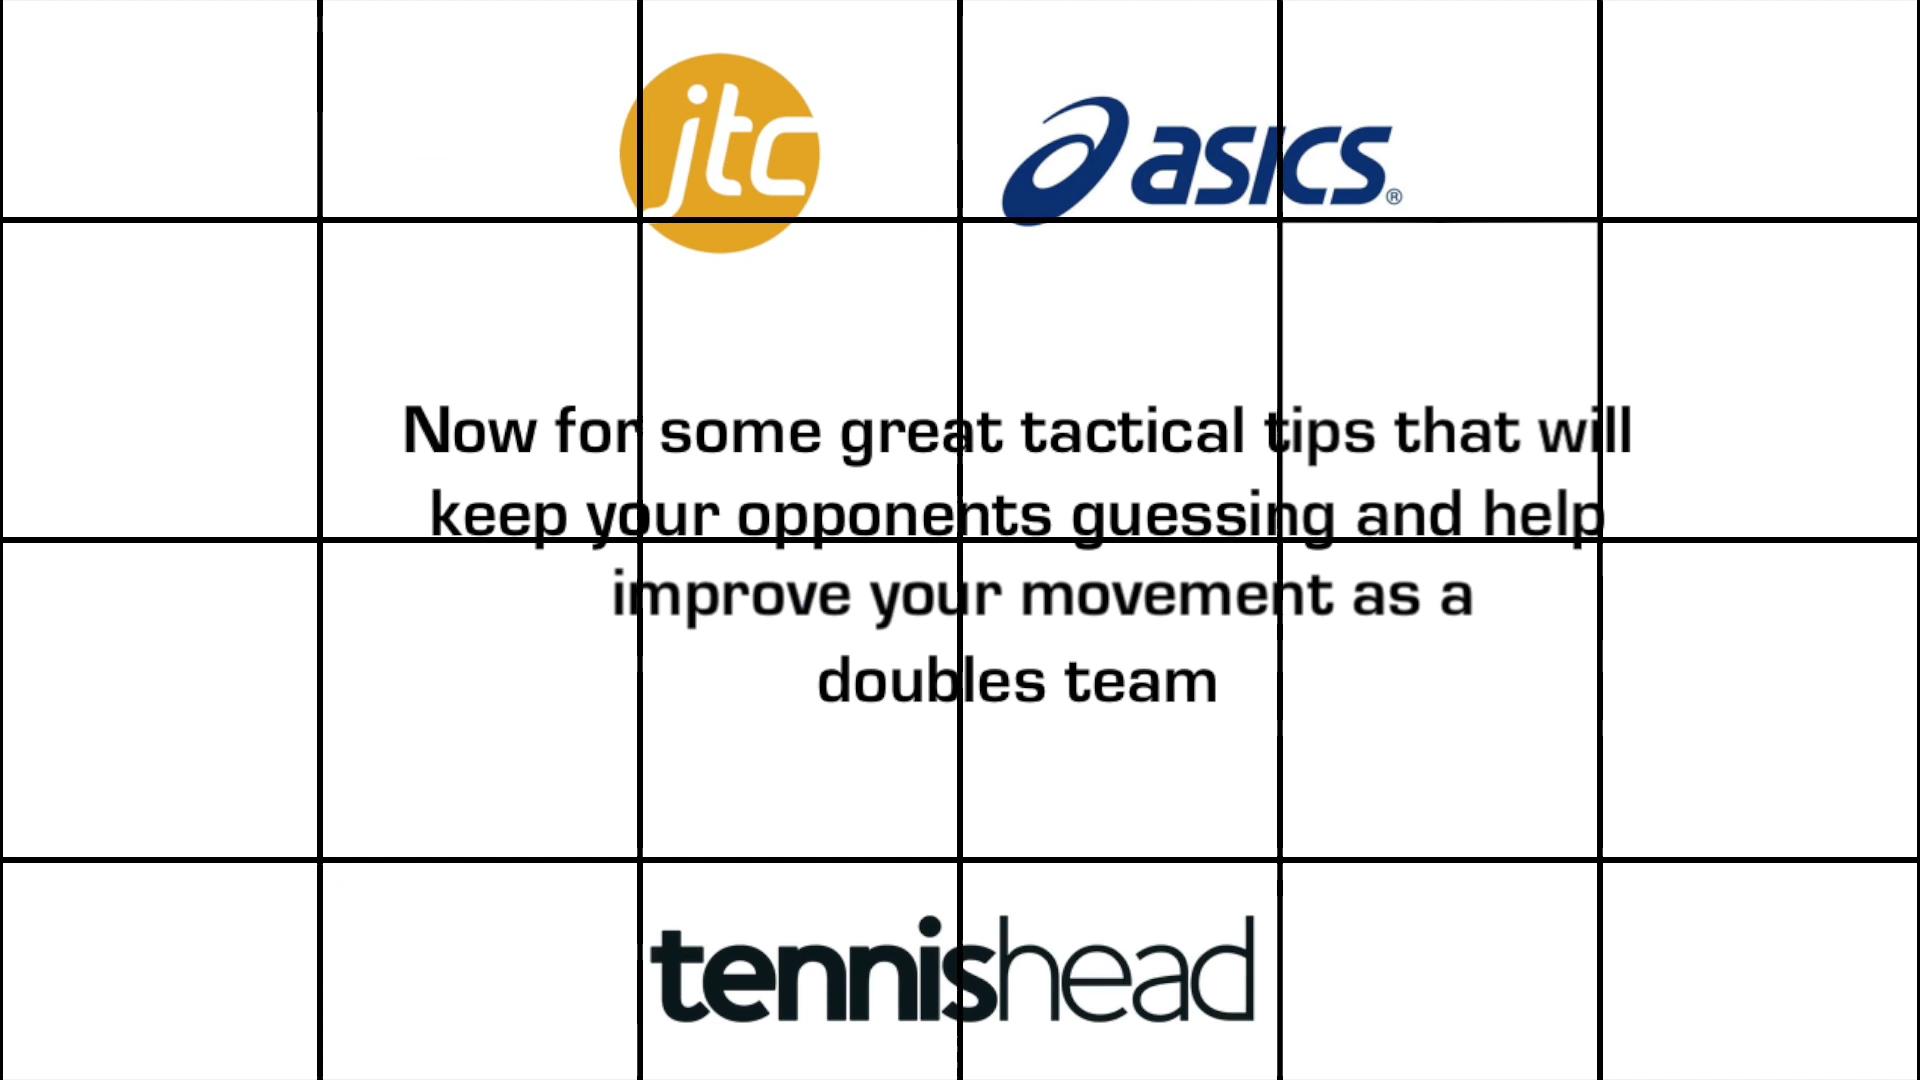 jtc asics®
Now for some great tactical tips that will
keep your opponents guessing and help
improve your movement as a
doubles team
tennishead